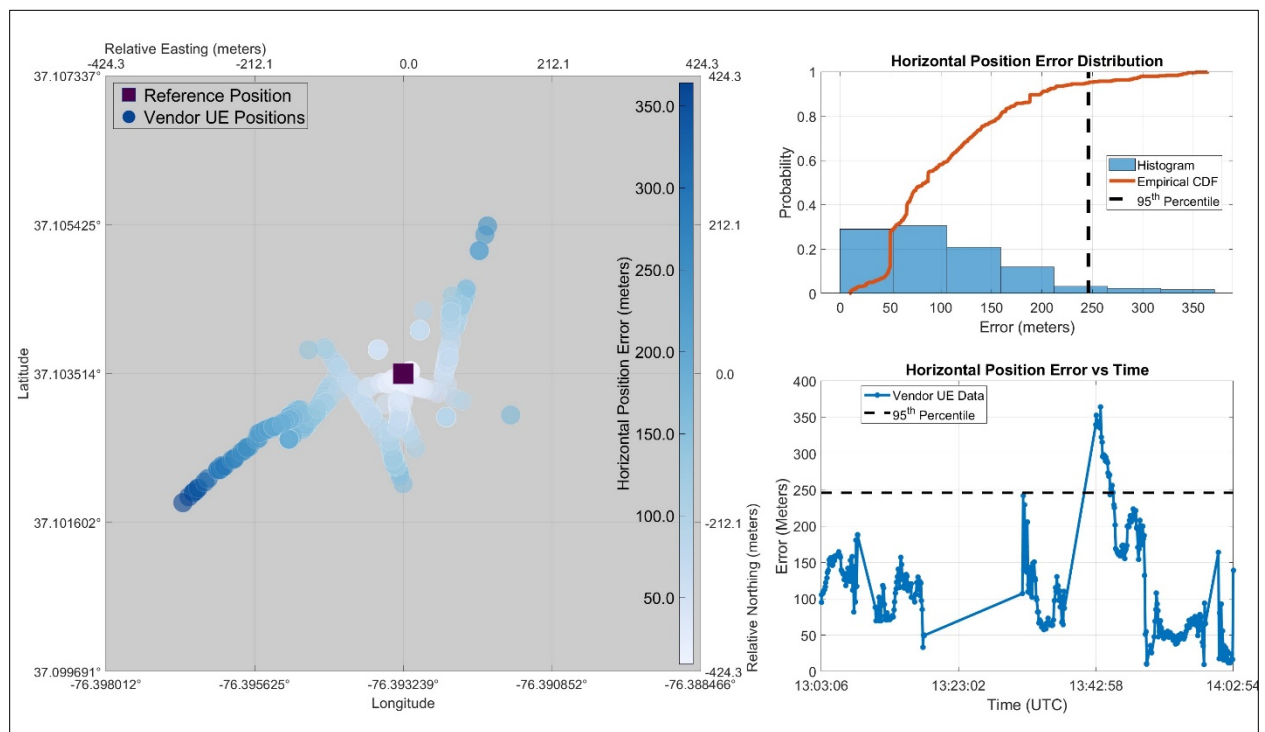 Relative Easting (meters)
-424.3 -212.1 0.0 212.1 424.3
37.107337° 424.3
Reference Position
Vendor UE Positions
350.0
300.0
37.105425° 212.1
250.0
200.0
37.103514° 0.0
150.0
100.0
37.101602° -212.1
50.0
37.099691° -424.3
-76.398012° -76.395625° -76.393239° -76.390852° -76.388466°
Longitude
Latitude
Horizontal Position Error (meters)
Relative Northing (meters)
Horizontal Position Error Distribution
1
0.8
0.6
0.4
0.2
0
Probability
Histogram
Empirical CDF
95th Percentile
0 50 100 150 200 250 300 350
Error (meters)
Horizontal Position Error vs Time
400
350
300
250
200
150
100
50
0
Error (Meters)
Vendor UE Data
95th Percentile
13:03:06 13:23:02 13:42:58 14:02:54
Time (UTC)